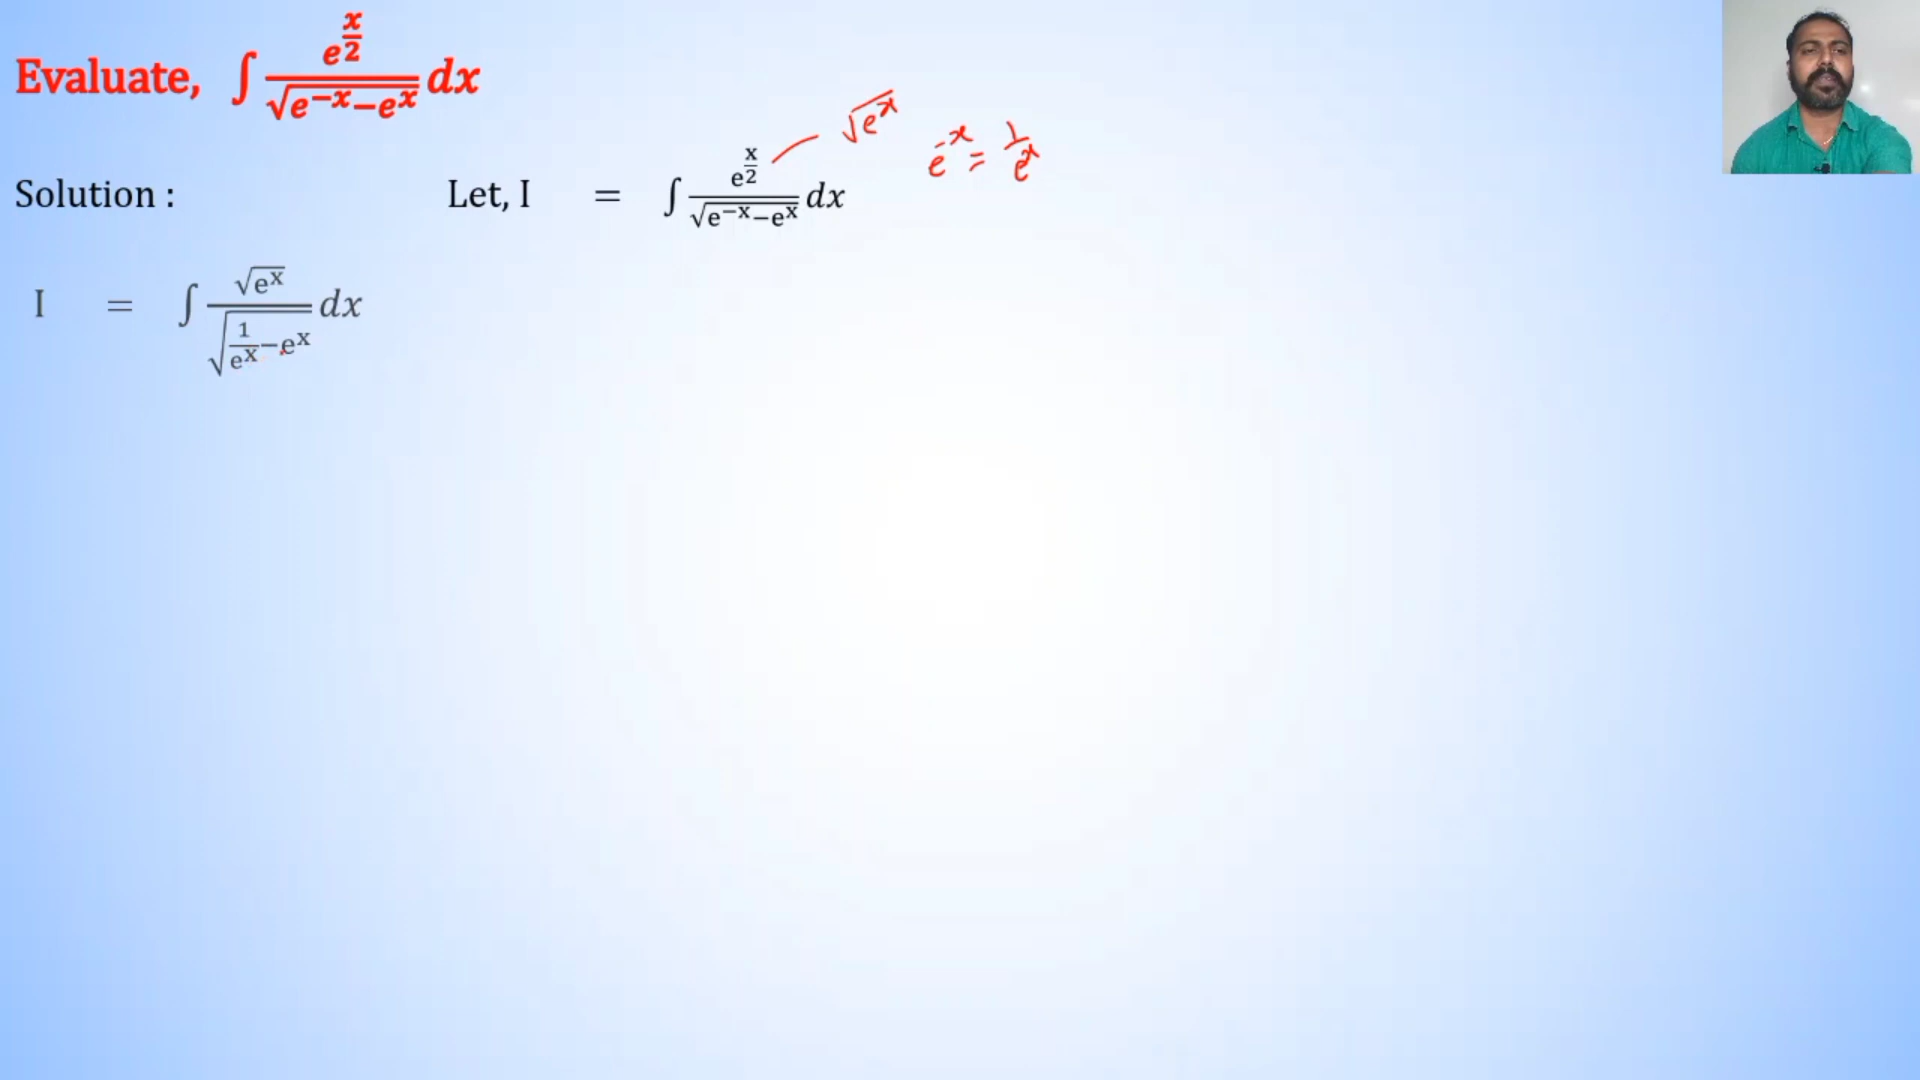 Evaluate, ∫ e^(x/2) / √(e^(−x) − e^x) dx
√(e^x)
e^(−x) = 1/e^x
Solution : Let, I = ∫ e^(x/2) / √(e^(−x) − e^x) dx
I = ∫ √(e^x) / √(1/e^x − e^x) dx